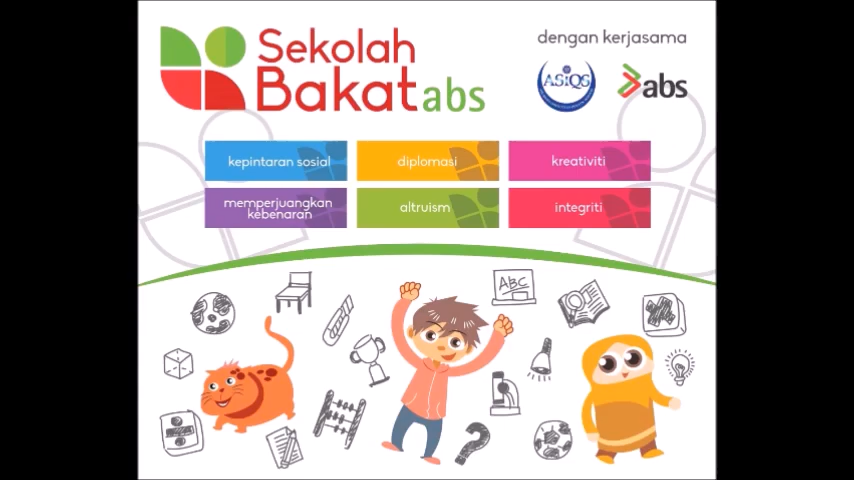 Sekolah
Bakat abs
dengan kerjasama
ASIQS
abs
kepintaran sosial
diplomasi
kreativiti
memperjuangkan
kebenaran
altruism
integriti
ABC